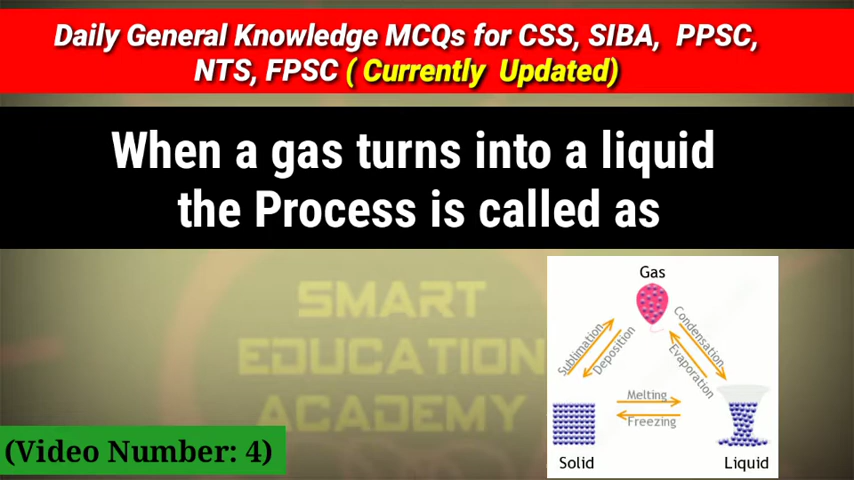 Daily General Knowledge MCQs for CSS, SIBA, PPSC,
NTS, FPSC ( Currently Updated)
When a gas turns into a liquid
the Process is called as
SMART
EDUCATION
ACADEMY
Gas
Sublimation
Deposition
Condensation
Evaporation
Melting
Freezing
Solid
Liquid
(Video Number: 4)